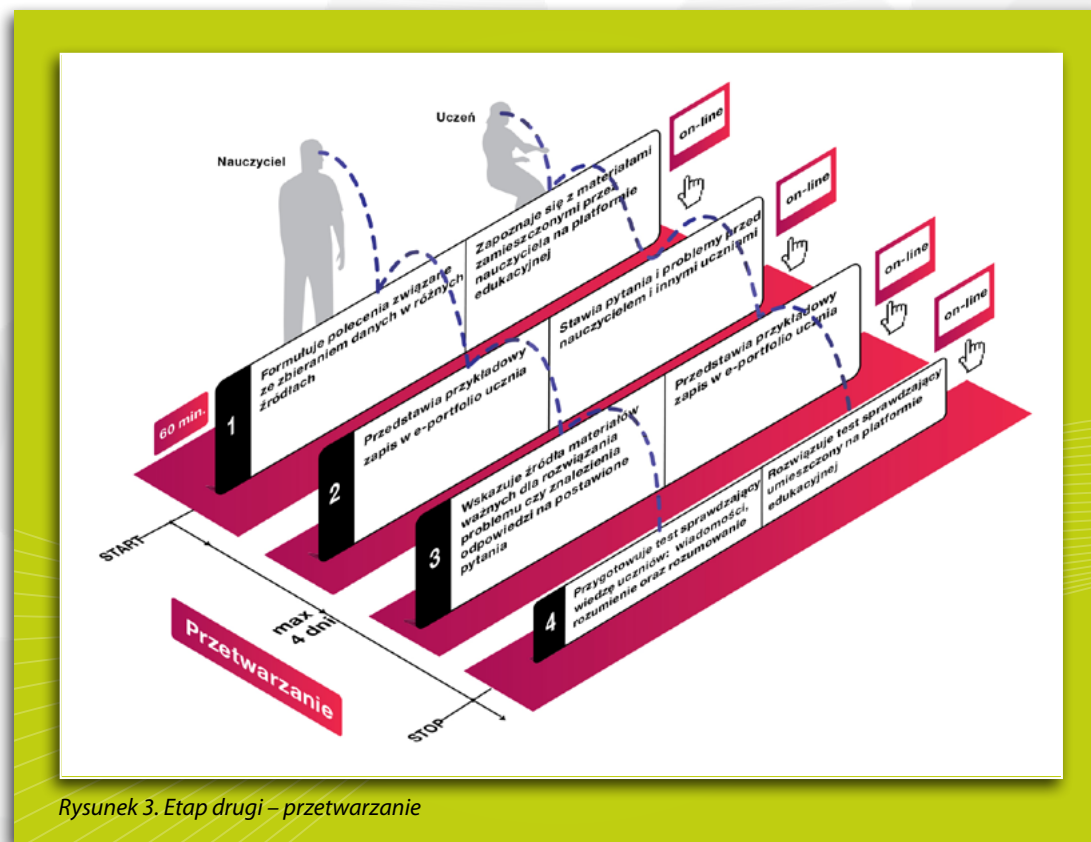 Nauczyciel
Uczeń
60 min.
1
Formułuje polecenia związane
ze zbieraniem danych w różnych
źródłach
Zapoznaje się z materiałami
zamieszczonymi prze-
nauczyciela na platformie
edukacyjnej
on-line
2
Przedstawia przykładowy
zapis w e-portfolio ucznia
Stawia pytania i problemy przed
nauczycielem i innymi uczniami
on-line
3
Wskazuje źródła materiałów
ważnych dla rozwiązania
problemu czy znalezienia
odpowiedzi na postawione
pytania
Przedstawia przykładowy
zapis w e-portfolio ucznia
on-line
4
Przygotowuje test sprawdzający
wiedzę uczniów: wiadomości,
rozumienie oraz rozumowanie
Rozwiązuje test sprawdzający
umieszczony na platformie
edukacyjnej
on-line
START
max
4 dni
STOP
Przetwarzanie
Rysunek 3. Etap drugi – przetwarzanie